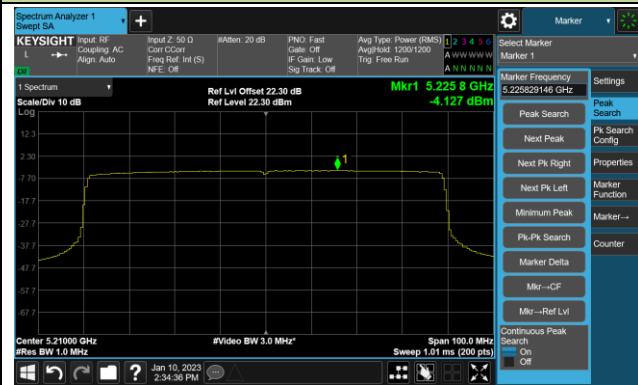 Spectrum Analyzer 1
Swept SA
Marker
KEYSIGHT
L
Input: RF
Coupling: AC
Align: Auto
Input Z: 50 Ω
Corr CCorr
Freq Ref: Int (S)
NFE: Off
#Atten: 20 dB
PNO: Fast
Gate: Off
IF Gain: Low
Sig Track: Off
Avg Type: Power (RMS)
Avg|Hold: 1200/1200
Trig: Free Run
1 2 3 4 5 6
A W W W W W
A N N N N N
Select Marker
Marker 1
1 Spectrum
Scale/Div 10 dB
Log
Ref Lvl Offset 22.30 dB
Ref Level 22.30 dBm
Mkr1 5.225 8 GHz
-4.127 dBm
12.3
2.30
-7.70
-17.7
-27.7
-37.7
-47.7
-57.7
-67.7
1
Center 5.21000 GHz
#Res BW 1.0 MHz
#Video BW 3.0 MHz*
Span 100.0 MHz
Sweep 1.01 ms (200 pts)
Marker Frequency
5.225829146 GHz
Peak Search
Next Peak
Next Pk Right
Next Pk Left
Minimum Peak
Pk-Pk Search
Marker Delta
Mkr→CF
Mkr→Ref Lvl
Continuous Peak
Search
On
Off
Settings
Peak
Search
Pk Search
Config
Properties
Marker
Function
Marker→
Counter
Jan 10, 2023
2:34:36 PM